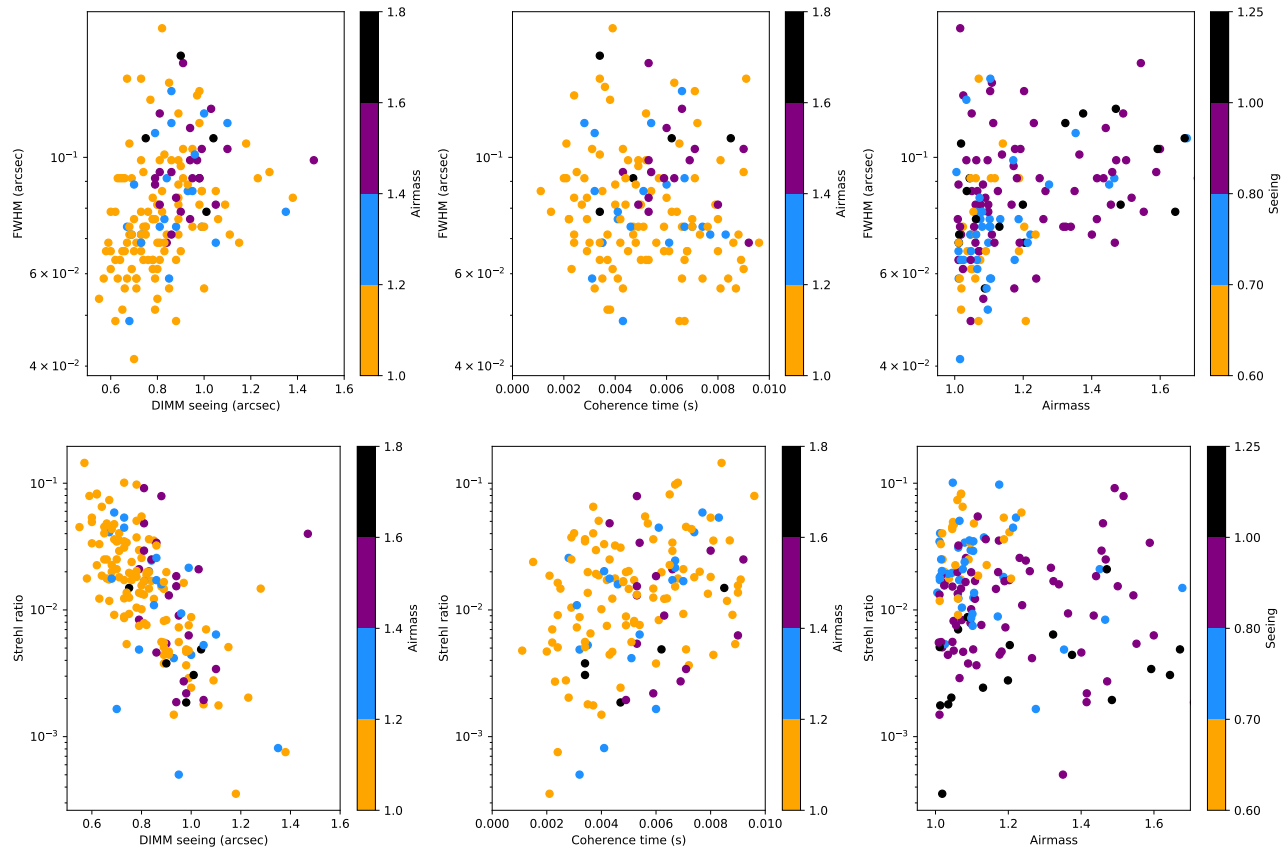 1.8
1.6
1.4
1.2
1.0
Airmass
10⁻¹
6 × 10⁻²
4 × 10⁻²
FWHM (arcsec)
0.6 0.8 1.0 1.2 1.4 1.6
DIMM seeing (arcsec)
1.8
1.6
1.4
1.2
1.0
Airmass
10⁻¹
6 × 10⁻²
4 × 10⁻²
FWHM (arcsec)
0.000 0.002 0.004 0.006 0.008 0.010
Coherence time (s)
1.25
1.00
0.80
0.70
0.60
Seeing
10⁻¹
6 × 10⁻²
4 × 10⁻²
FWHM (arcsec)
1.0 1.2 1.4 1.6
Airmass
1.8
1.6
1.4
1.2
1.0
Airmass
10⁻¹
10⁻²
10⁻³
Strehl ratio
0.6 0.8 1.0 1.2 1.4 1.6
DIMM seeing (arcsec)
1.8
1.6
1.4
1.2
1.0
Airmass
10⁻¹
10⁻²
10⁻³
Strehl ratio
0.000 0.002 0.004 0.006 0.008 0.010
Coherence time (s)
1.25
1.00
0.80
0.70
0.60
Seeing
10⁻¹
10⁻²
10⁻³
Strehl ratio
1.0 1.2 1.4 1.6
Airmass